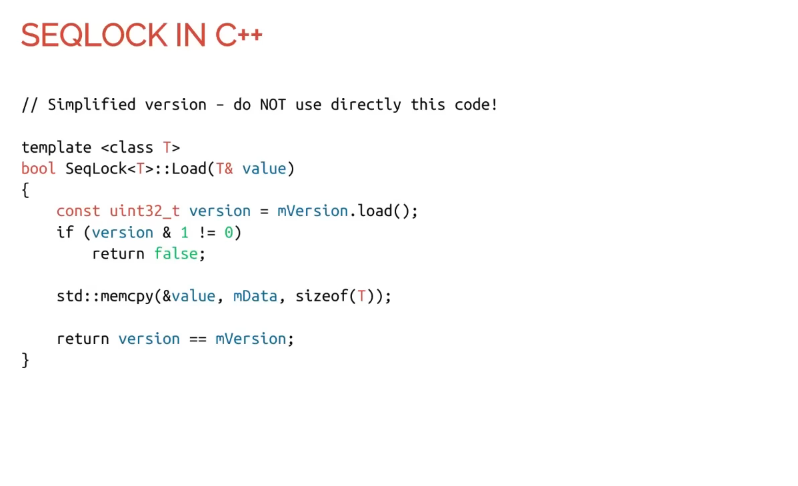 SEQLOCK IN C++
// Simplified version – do NOT use directly this code!
template <class T>
bool SeqLock<T>::Load(T& value)
{
const uint32_t version = mVersion.load();
if (version & 1 != 0)
return false;
std::memcpy(&value, mData, sizeof(T));
return version == mVersion;
}